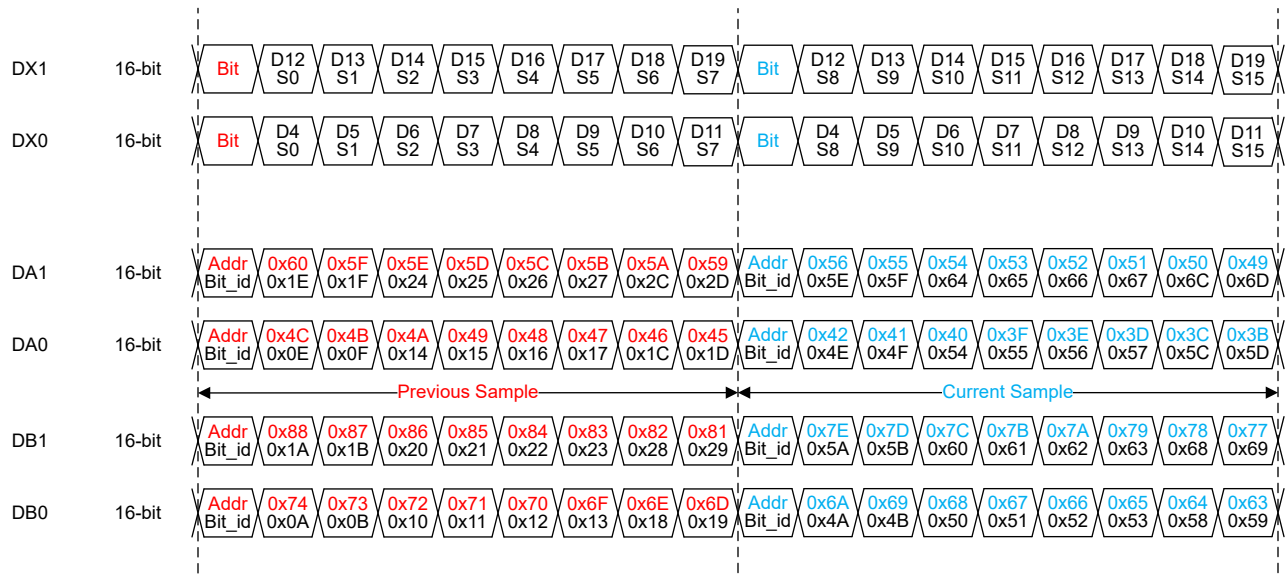 DX1 16-bit Bit D12 D13 D14 D15 D16 D17 D18 D19 Bit D12 D13 D14 D15 D16 D17 D18 D19
S0 S1 S2 S3 S4 S5 S6 S7 S8 S9 S10 S11 S12 S13 S14 S15
DX0 16-bit Bit D4 D5 D6 D7 D8 D9 D10 D11 Bit D4 D5 D6 D7 D8 D9 D10 D11
S0 S1 S2 S3 S4 S5 S6 S7 S8 S9 S10 S11 S12 S13 S14 S15
DA1 16-bit Addr 0x60 0x5F 0x5E 0x5D 0x5C 0x5B 0x5A 0x59 Addr 0x56 0x55 0x54 0x53 0x52 0x51 0x50 0x49
Bit_id 0x1E 0x1F 0x24 0x25 0x26 0x27 0x2C 0x2D Bit_id 0x5E 0x5F 0x64 0x65 0x66 0x67 0x6C 0x6D
DA0 16-bit Addr 0x4C 0x4B 0x4A 0x49 0x48 0x47 0x46 0x45 Addr 0x42 0x41 0x40 0x3F 0x3E 0x3D 0x3C 0x3B
Bit_id 0x0E 0x0F 0x14 0x15 0x16 0x17 0x1C 0x1D Bit_id 0x4E 0x4F 0x54 0x55 0x56 0x57 0x5C 0x5D
Previous Sample Current Sample
DB1 16-bit Addr 0x88 0x87 0x86 0x85 0x84 0x83 0x82 0x81 Addr 0x7E 0x7D 0x7C 0x7B 0x7A 0x79 0x78 0x77
Bit_id 0x1A 0x1B 0x20 0x21 0x22 0x23 0x28 0x29 Bit_id 0x5A 0x5B 0x60 0x61 0x62 0x63 0x68 0x69
DB0 16-bit Addr 0x74 0x73 0x72 0x71 0x70 0x6F 0x6E 0x6D Addr 0x6A 0x69 0x68 0x67 0x66 0x65 0x64 0x63
Bit_id 0x0A 0x0B 0x10 0x11 0x12 0x13 0x18 0x19 Bit_id 0x4A 0x4B 0x50 0x51 0x52 0x53 0x58 0x59